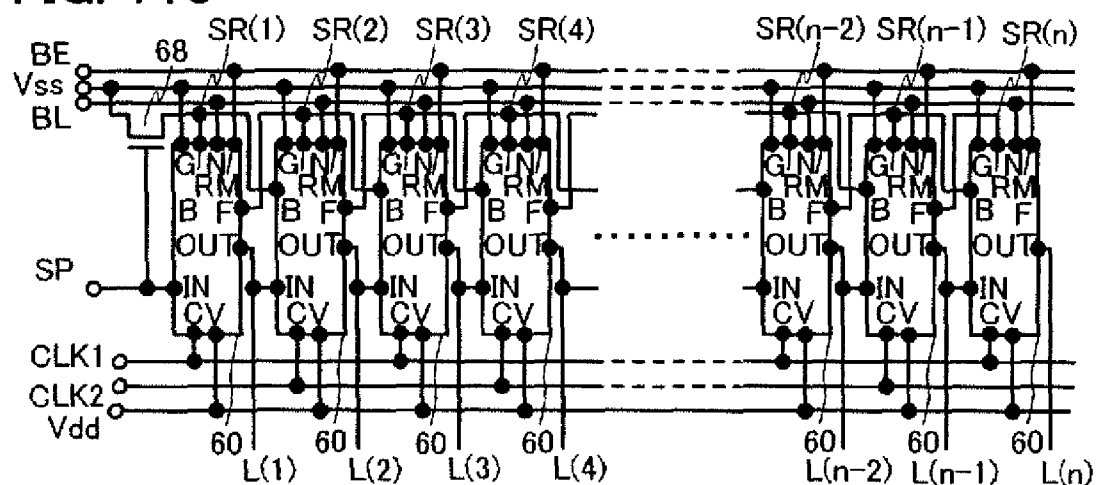 SR(1) SR(2) SR(3) SR(4) SR(n-2) SR(n-1) SR(n)
BE 68
Vss
BL
G N G N G N G N G N G N G N
RM RM RM RM RM RM RM
B F B F B F B F B F B F B F
OUT OUT OUT OUT OUT OUT OUT
SP IN IN IN IN IN IN IN
CV CV CV CV CV CV CV
CLK1
CLK2
Vdd
60 60 60 60 60 60 60
L(1) L(2) L(3) L(4) L(n-2) L(n-1) L(n)